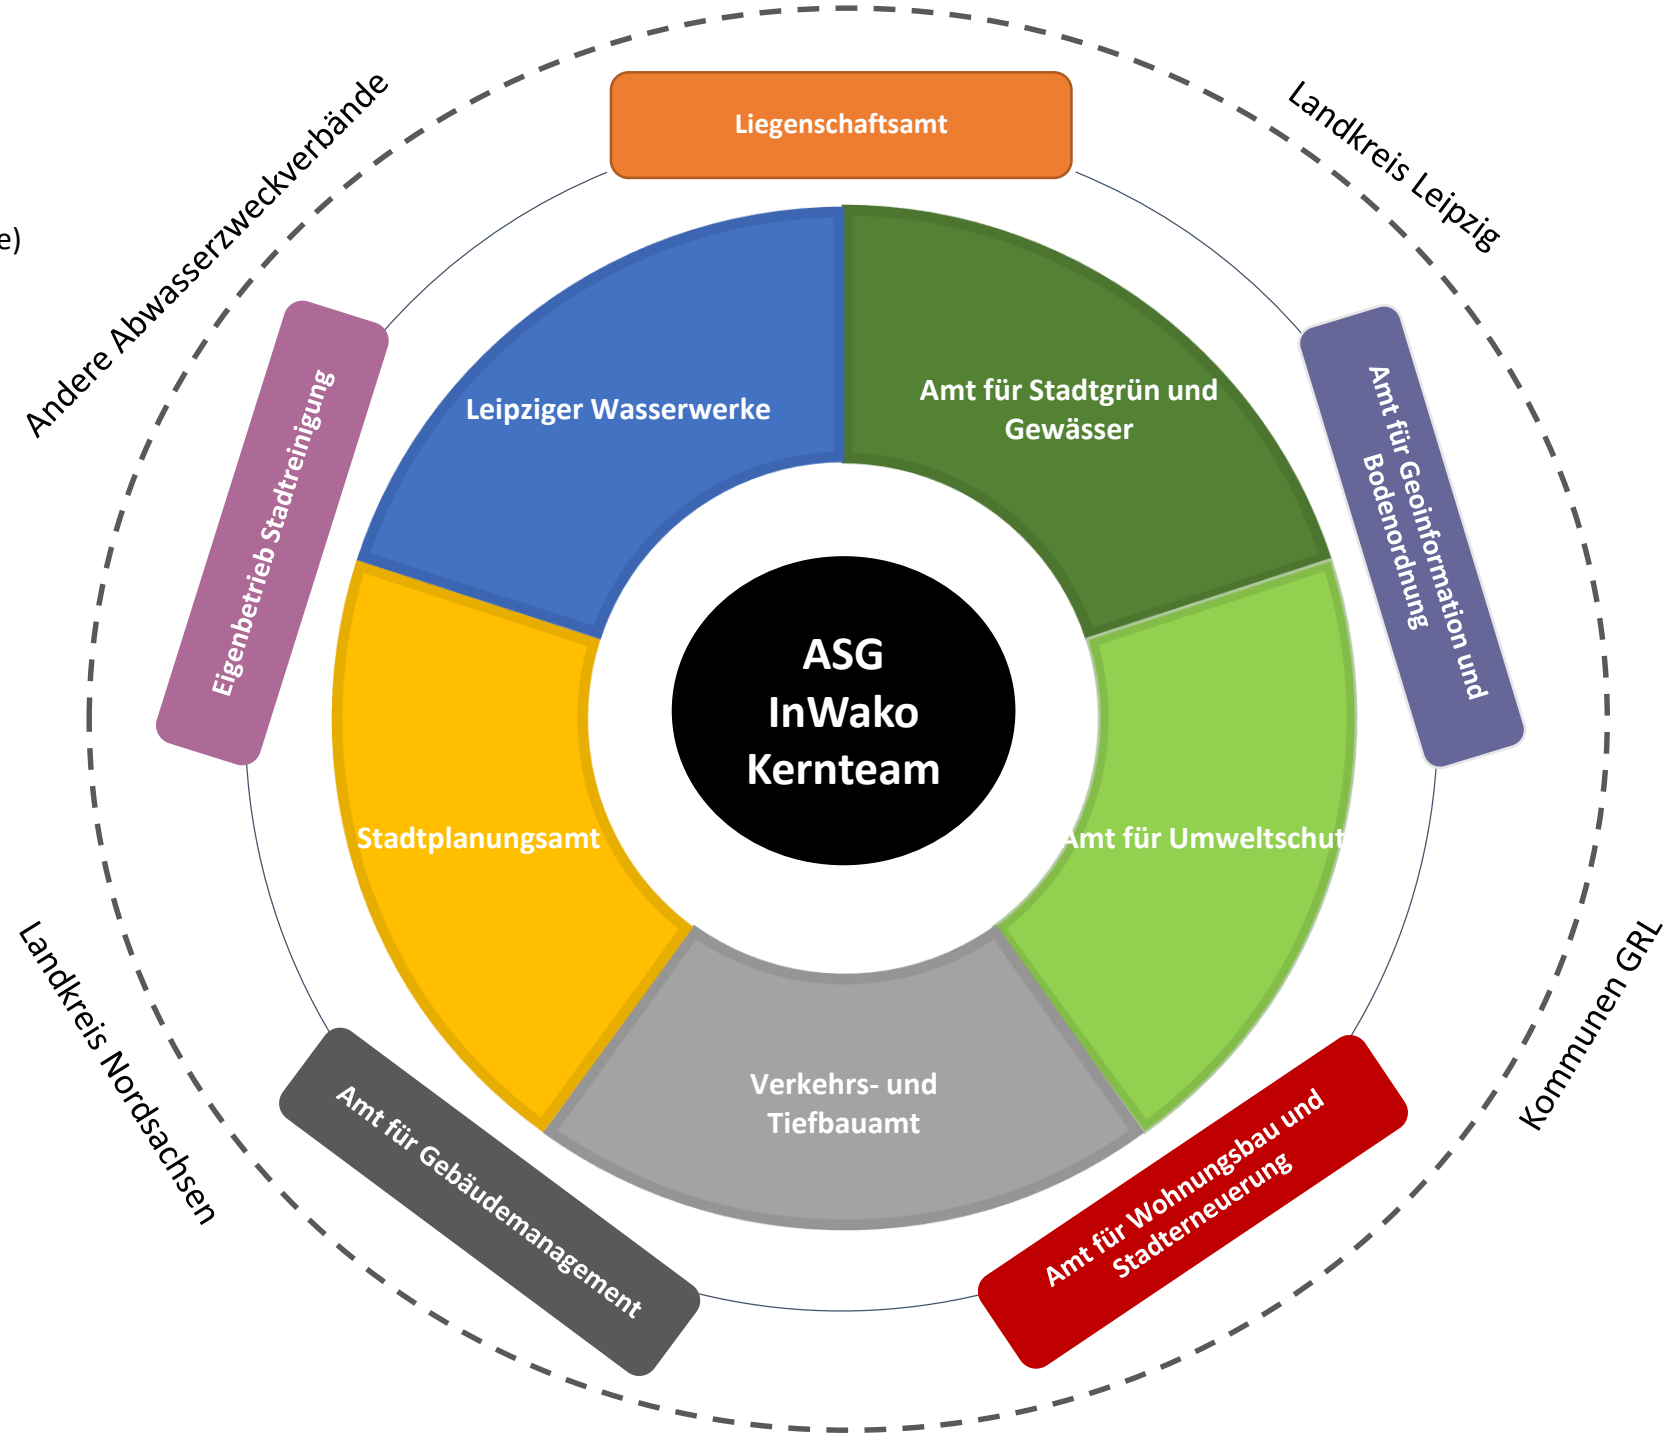 Liegenschaftsamt
Andere Abwasserzweckverbände
Landkreis Leipzig
e)
Leipziger Wasserwerke
Amt für Stadtgrün und
Gewässer
Eigenbetrieb Stadtreinigung
Amt für Geoinformation und
Bodenordnung
ASG
InWako
Kernteam
Stadtplanungsamt
Amt für Umweltschut
Landkreis Nordsachsen
Kommunen GRL
Verkehrs- und
Tiefbauamt
Amt für Gebäudemanagement
Amt für Wohnungsbau und
Stadterneuerung